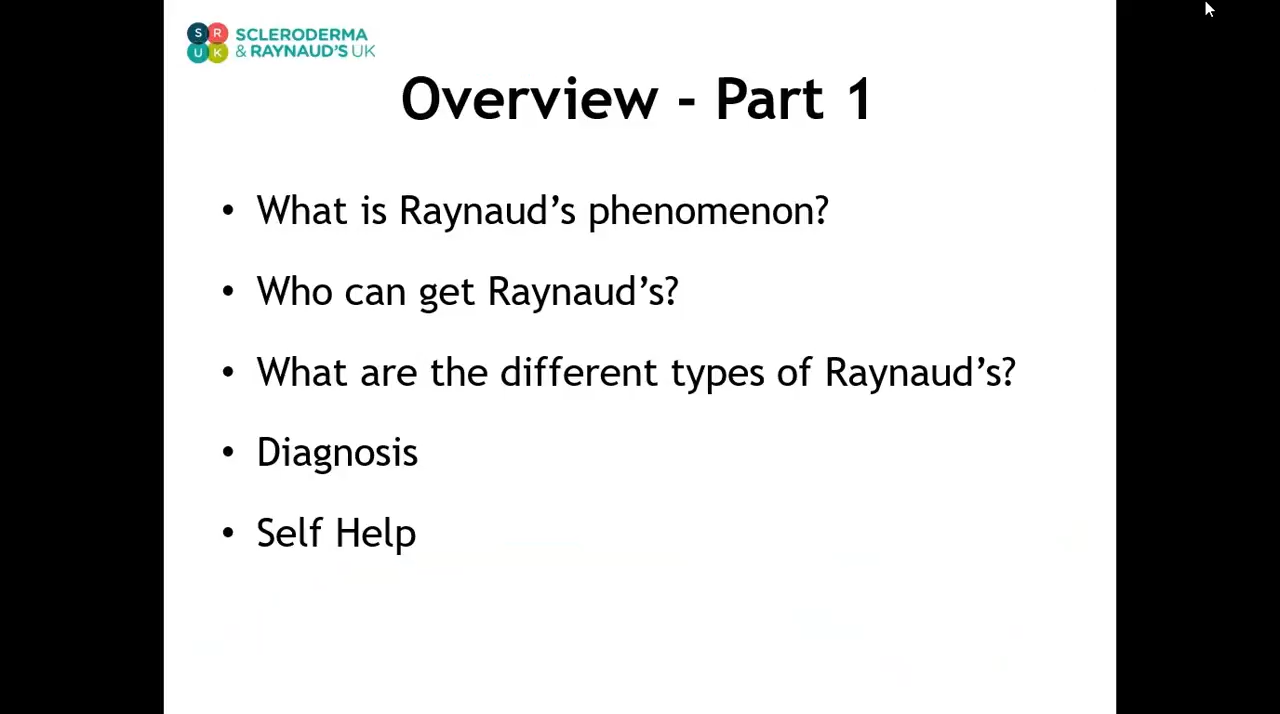 S R U K
SCLERODERMA
& RAYNAUD'S UK
Overview - Part 1
• What is Raynaud’s phenomenon?
• Who can get Raynaud’s?
• What are the different types of Raynaud’s?
• Diagnosis
• Self Help